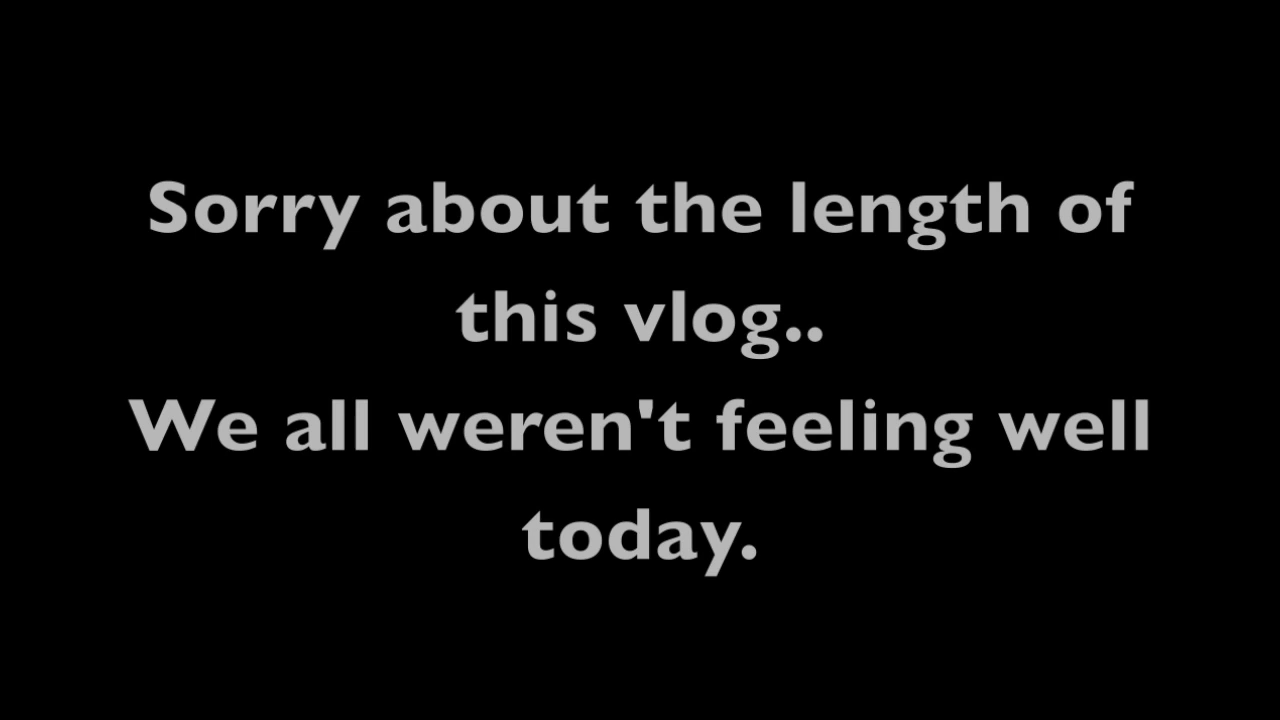 Sorry about the length of
this vlog..
We all weren't feeling well
today.